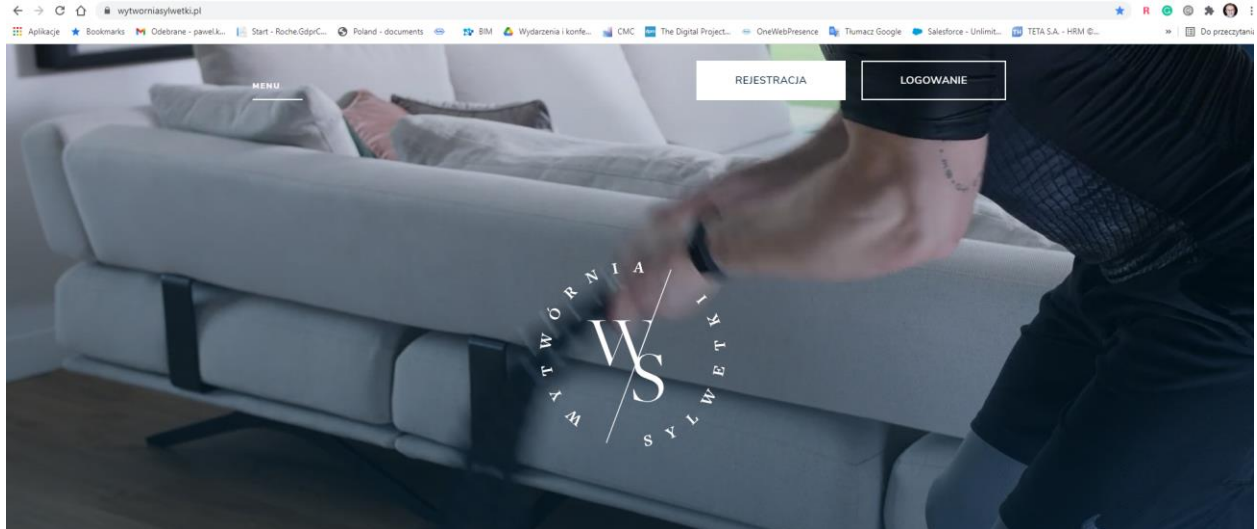 wytworniasylwetki.pl
Aplikacje Bookmarks Odebrane - pawel.k... Start - Roche.GdprC... Poland - documents BIM Wydarzenia i konfe... CMC The Digital Project... OneWebPresence Tłumacz Google Salesforce - Unlimit... TETA S.A. - HRM ©... » Do przeczytania
MENU
REJESTRACJA
LOGOWANIE
WYTWÓRNIA
SYLWETKI
WS